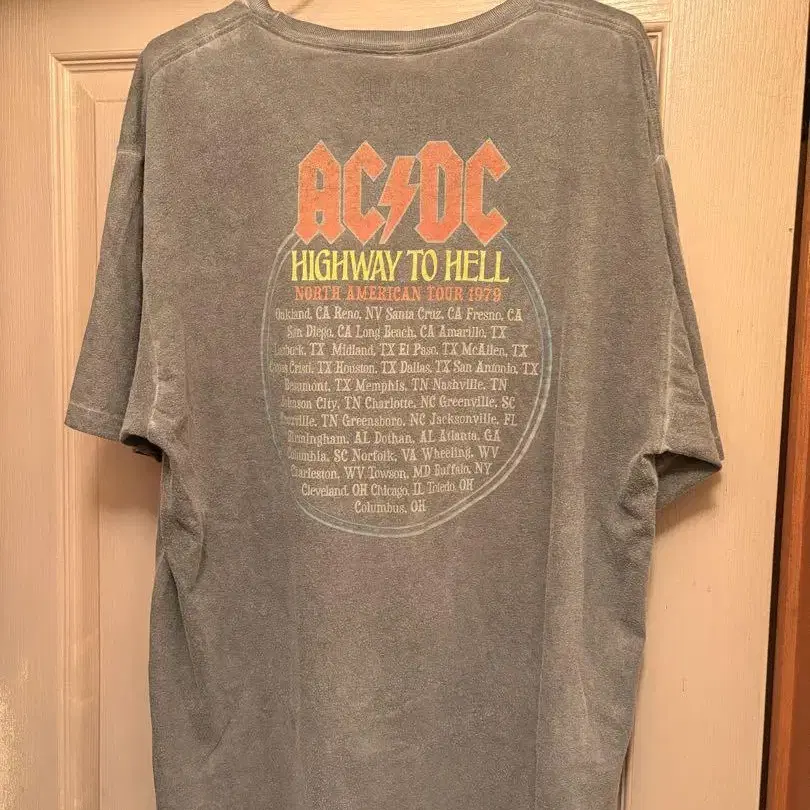 AC⚡DC
HIGHWAY TO HELL
NORTH AMERICAN TOUR 1979
Oakland, CA Reno, NV Santa Cruz, CA Fresno, CA
San Diego, CA Long Beach, CA Amarillo, TX
TX Midland, TX El Paso, TX McAllen, TX
Cristi, TX Houston, TX Dallas, TX San Antonio, TX
Beaumont, TX Memphis, TN Nashville, TN
Johnson City, TN Charlotte, NC Greenville, SC
TN Greensboro, NC Jacksonville, FL
Birmingham, AL Dothan, AL Atlanta, GA
Columbia, SC Norfolk, VA Wheeling, WV
Charleston, WV Towson, MD Buffalo, NY
Cleveland, OH Chicago, IL Toledo, OH
Columbus, OH